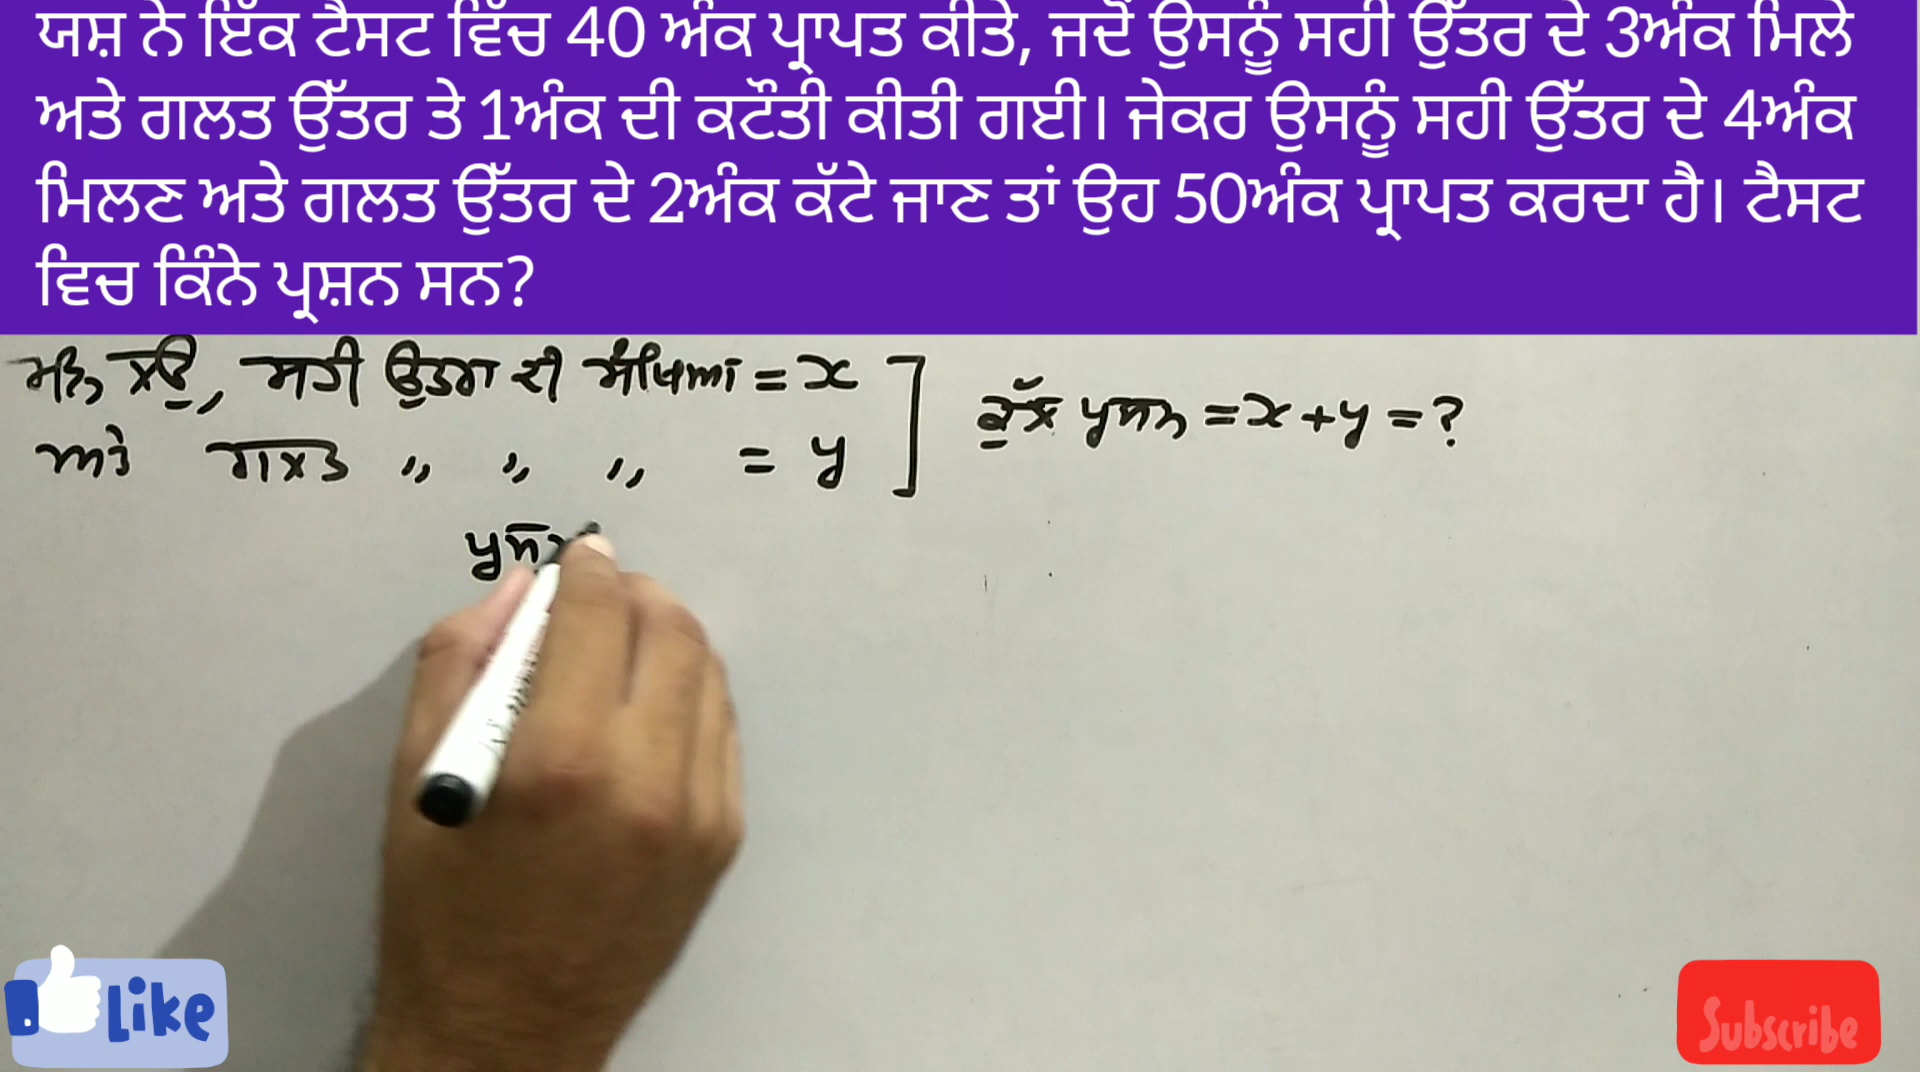 ਯਸ਼ ਨੇ ਇੱਕ ਟੈਸਟ ਵਿੱਚ 40 ਅੰਕ ਪ੍ਰਾਪਤ ਕੀਤੇ, ਜਦੋਂ ਉਸਨੂੰ ਸਹੀ ਉੱਤਰ ਦੇ 3ਅੰਕ ਮਿਲੇ
ਅਤੇ ਗਲਤ ਉੱਤਰ ਤੇ 1ਅੰਕ ਦੀ ਕਟੌਤੀ ਕੀਤੀ ਗਈ। ਜੇਕਰ ਉਸਨੂੰ ਸਹੀ ਉੱਤਰ ਦੇ 4ਅੰਕ
ਮਿਲਣ ਅਤੇ ਗਲਤ ਉੱਤਰ ਦੇ 2ਅੰਕ ਕੱਟੇ ਜਾਣ ਤਾਂ ਉਹ 50ਅੰਕ ਪ੍ਰਾਪਤ ਕਰਦਾ ਹੈ। ਟੈਸਟ
ਵਿਚ ਕਿੰਨੇ ਪ੍ਰਸ਼ਨ ਸਨ?
ਮੰਨ ਲਉ, ਸਹੀ ਉਤਰਾ ਦੀ ਸੰਖਿਆ = x
ਅਤੇ ਗਲਤ ,, ,, ,, = y
ਕੁੱਲ ਪ੍ਰਸ਼ਨ = x + y = ?
Like
Subscribe